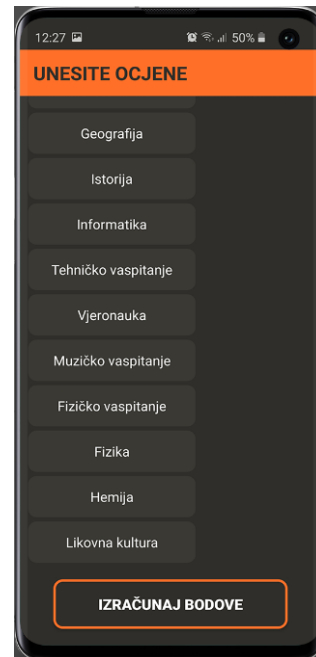 12:27 50%
UNESITE OCJENE
Geografija
Istorija
Informatika
Tehničko vaspitanje
Vjeronauka
Muzičko vaspitanje
Fizičko vaspitanje
Fizika
Hemija
Likovna kultura
IZRAČUNAJ BODOVE